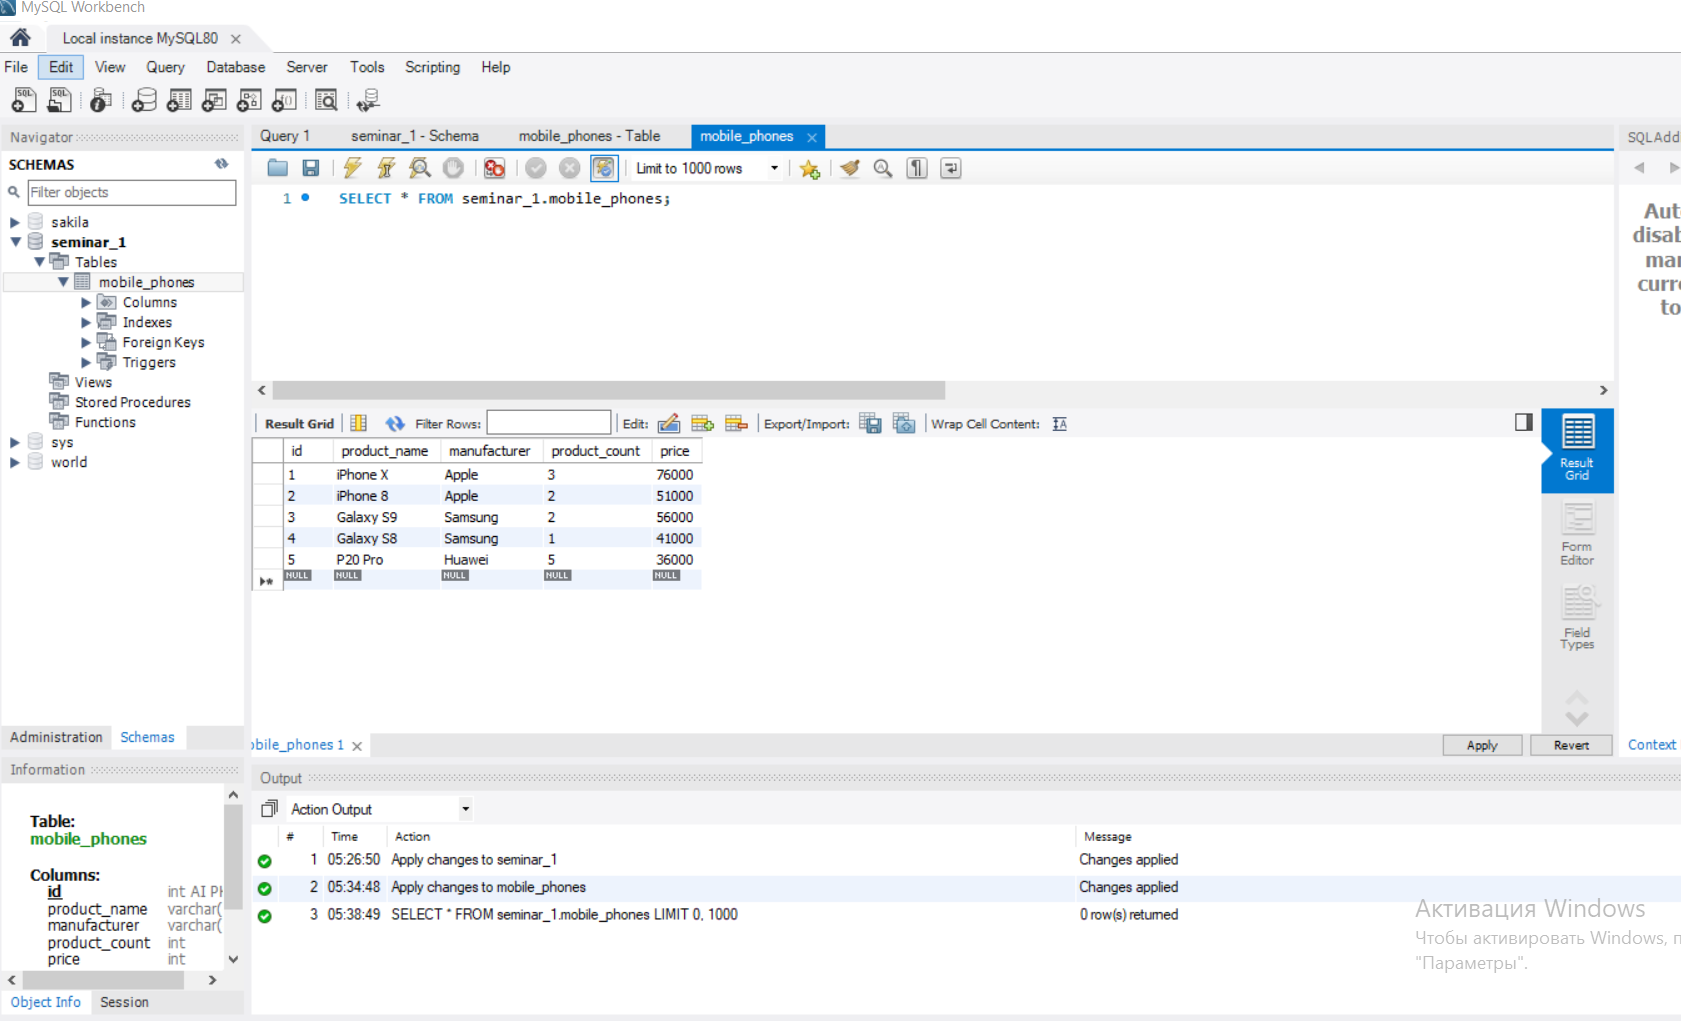 MySQL Workbench
Local instance MySQL80
File Edit View Query Database Server Tools Scripting Help
Navigator
SCHEMAS
Filter objects
sakila
seminar_1
Tables
mobile_phones
Columns
Indexes
Foreign Keys
Triggers
Views
Stored Procedures
Functions
sys
world
Administration Schemas
Information
Table:
mobile_phones
Columns:
id int AI
product_name varchar(
manufacturer varchar(
product_count int
price int
Object Info Session
Query 1 seminar_1 - Schema mobile_phones - Table mobile_phones
Limit to 1000 rows
1 SELECT * FROM seminar_1.mobile_phones;
Result Grid Filter Rows: Edit: Export/Import: Wrap Cell Content:
id product_name manufacturer product_count price
1 iPhone X Apple 3 76000
2 iPhone 8 Apple 2 51000
3 Galaxy S9 Samsung 2 56000
4 Galaxy S8 Samsung 1 41000
5 P20 Pro Huawei 5 36000
NULL NULL NULL NULL NULL
Result
Grid
Form
Editor
Field
Types
obile_phones 1
Apply Revert
Output
Action Output
# Time Action Message
1 05:26:50 Apply changes to seminar_1 Changes applied
2 05:34:48 Apply changes to mobile_phones Changes applied
3 05:38:49 SELECT * FROM seminar_1.mobile_phones LIMIT 0, 1000 0 row(s) returned
SQLAdd
Aut
disab
ma
curr
to
Context
Активация Windows
Чтобы активировать Windows, п
"Параметры".